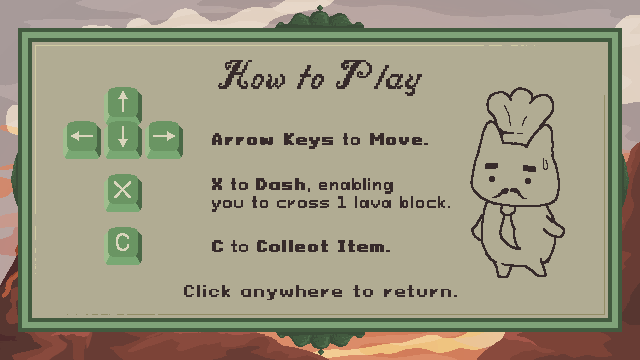 How to Play
↑
← ↓ →
Arrow Keys to Move.
X
X to Dash, enabling
you to cross 1 lava block.
C
C to Collect Item.
Click anywhere to return.